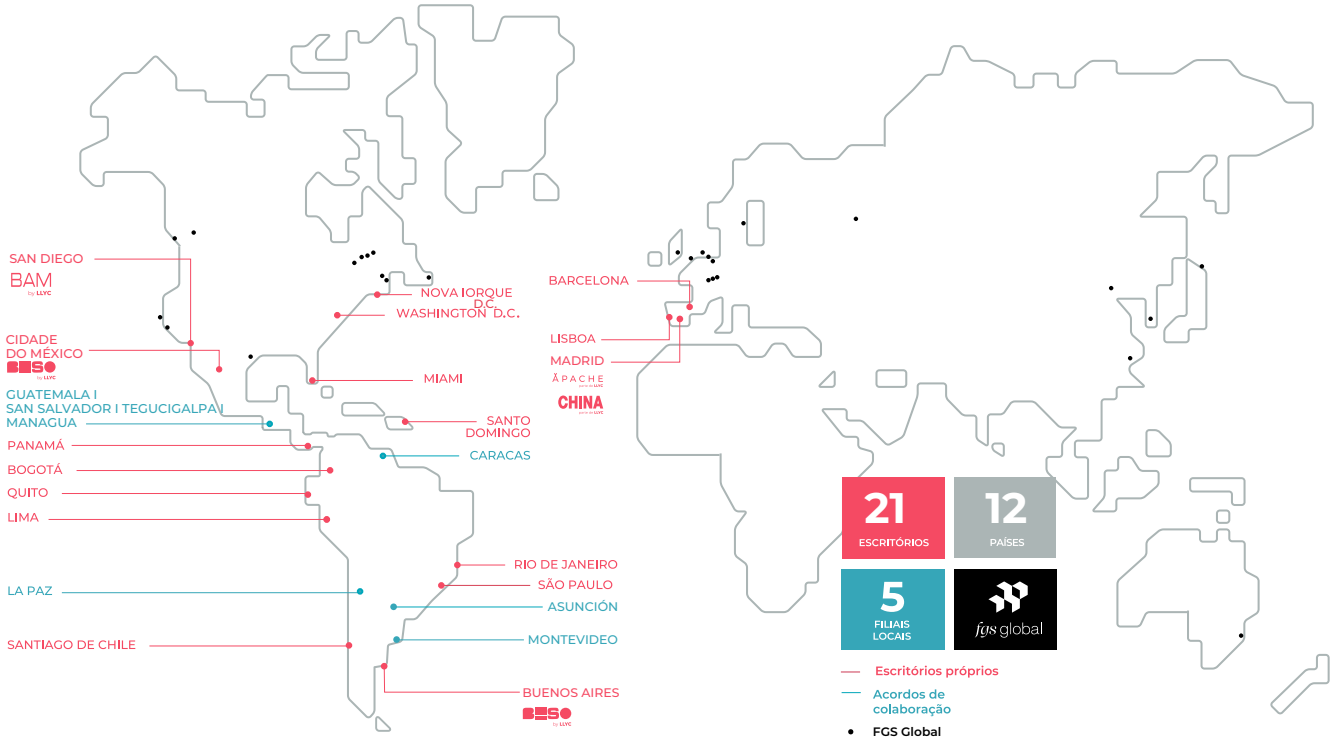 SAN DIEGO
BAM
by LLYC
CIDADE
DO MÉXICO
BESO
by LLYC
GUATEMALA I
SAN SALVADOR I TEGUCIGALPA I
MANAGUA
PANAMÁ
BOGOTÁ
QUITO
LIMA
LA PAZ
SANTIAGO DE CHILE
NOVA IORQUE
D.C.
WASHINGTON D.C.
MIAMI
SANTO
DOMINGO
CARACAS
RIO DE JANEIRO
SÃO PAULO
ASUNCIÓN
MONTEVIDEO
BUENOS AIRES
BESO
by LLYC
BARCELONA
LISBOA
MADRID
APACHE
CHINA
21
ESCRITÓRIOS
12
PAÍSES
5
FILIAIS
LOCAIS
fgs global
Escritórios próprios
Acordos de
colaboração
FGS Global